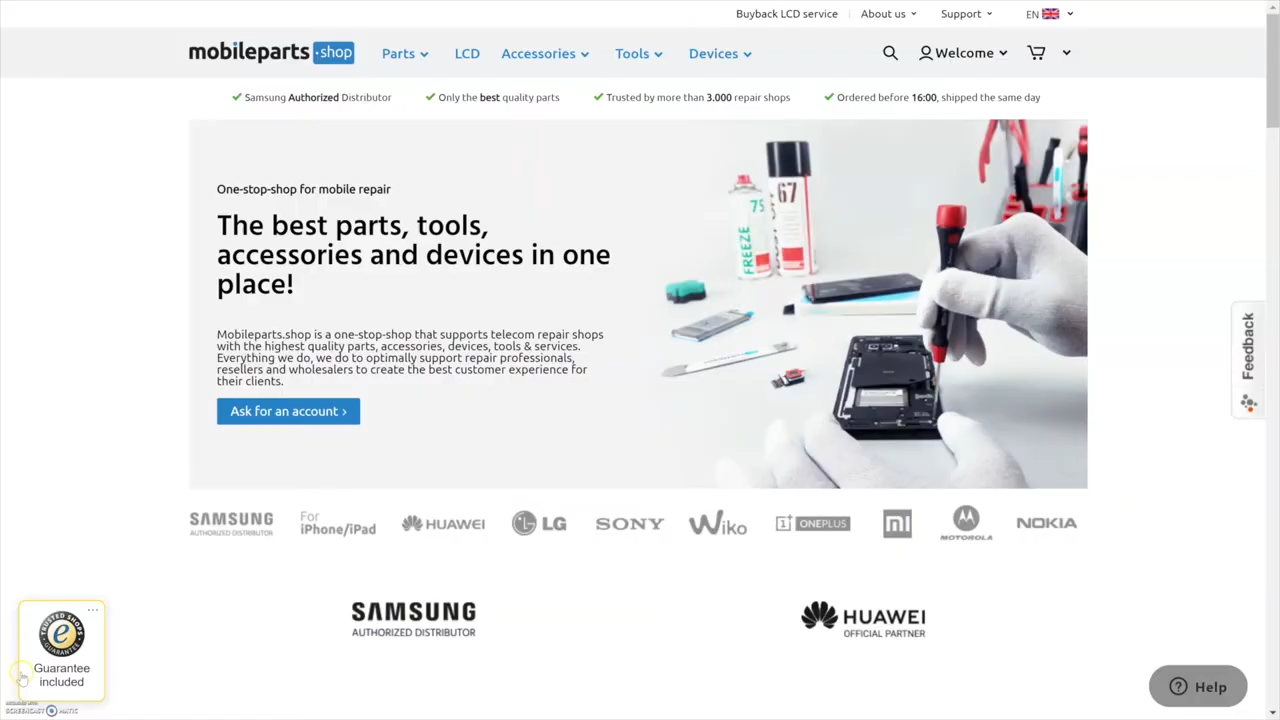 Buyback LCD service
About us
Support
EN
mobileparts.shop
Parts
LCD
Accessories
Tools
Devices
Welcome
Samsung Authorized Distributor
Only the best quality parts
Trusted by more than 3.000 repair shops
Ordered before 16:00, shipped the same day
One-stop-shop for mobile repair
The best parts, tools,
accessories and devices in one
place!
Mobileparts.shop is a one-stop-shop that supports telecom repair shops
with the highest quality parts, accessories, devices, tools & services.
Everything we do, we do to optimally support repair professionals,
resellers and wholesalers to create the best customer experience for
their clients.
Ask for an account ›
75
FREEZE
67
Feedback
SAMSUNG
AUTHORIZED DISTRIBUTOR
For
iPhone/iPad
HUAWEI
LG
SONY
Wiko
1+ ONEPLUS
MI
MOTOROLA
NOKIA
SAMSUNG
AUTHORIZED DISTRIBUTOR
HUAWEI
OFFICIAL PARTNER
TRUSTED SHOPS
GUARANTEE
e
Guarantee
included
SCREENCAST MATIC
? Help